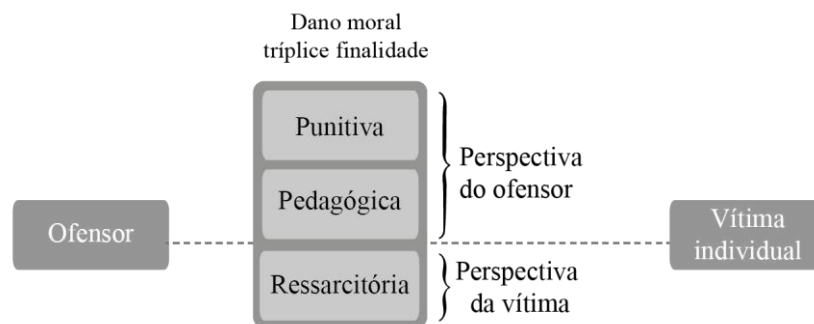 Dano moral
tríplice finalidade
Punitiva
Pedagógica
Perspectiva
do ofensor
Ofensor
Vítima
individual
Ressarcitória
Perspectiva
da vítima